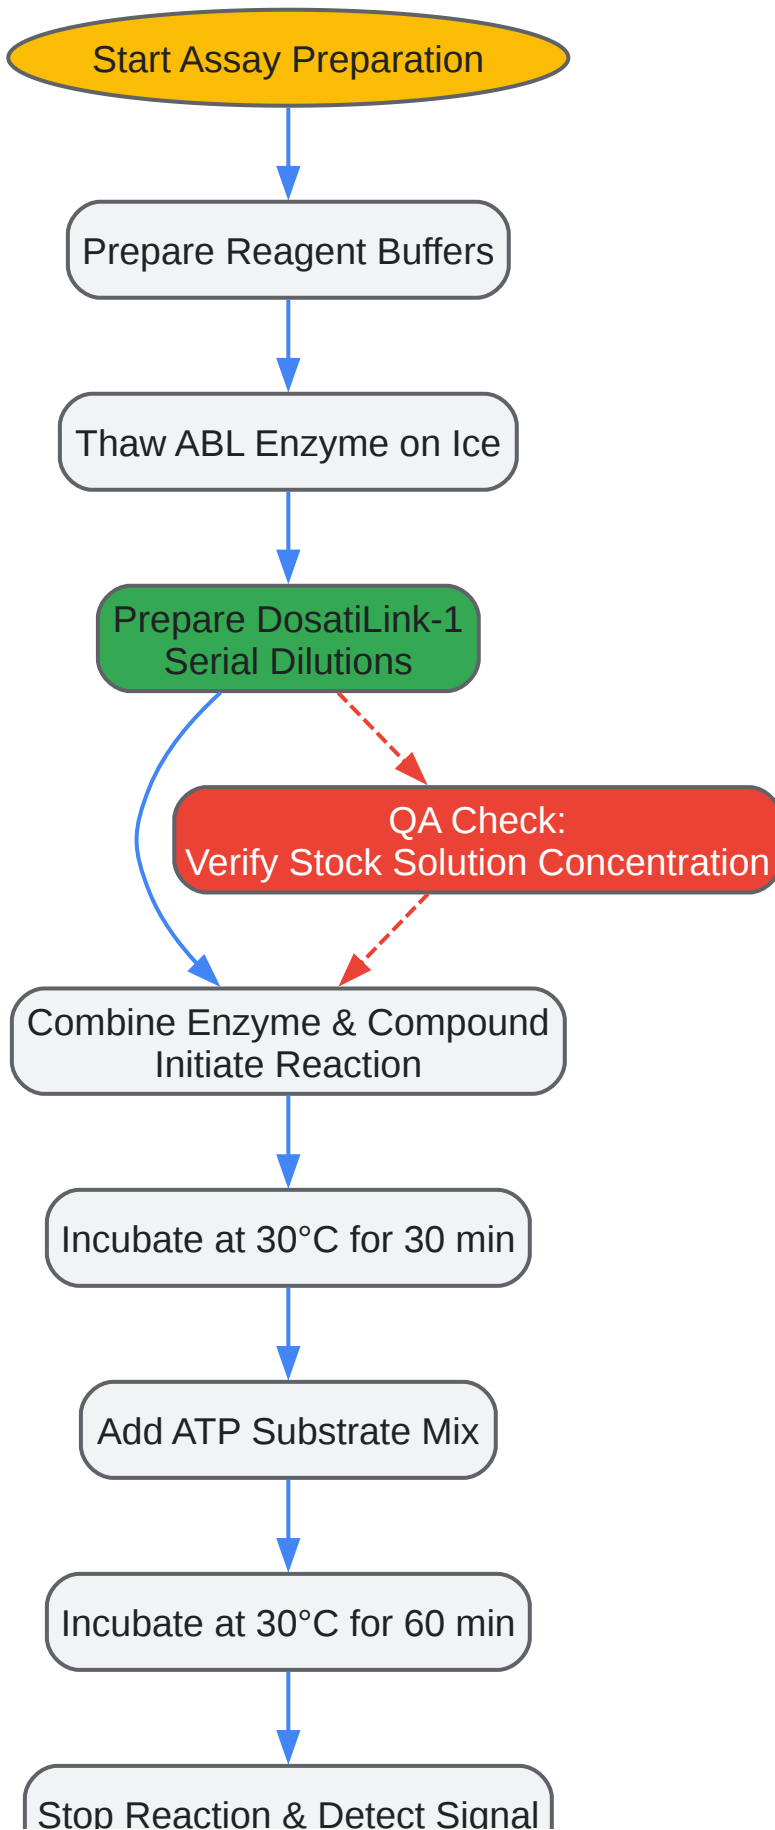 Start Assay Preparation
Prepare Reagent Buffers
Thaw ABL Enzyme on Ice
Prepare DosatiLink-1
Serial Dilutions
QA Check:
Verify Stock Solution Concentration
Combine Enzyme & Compound
Initiate Reaction
Incubate at 30°C for 30 min
Add ATP Substrate Mix
Incubate at 30°C for 60 min
Stop Reaction & Detect Signal